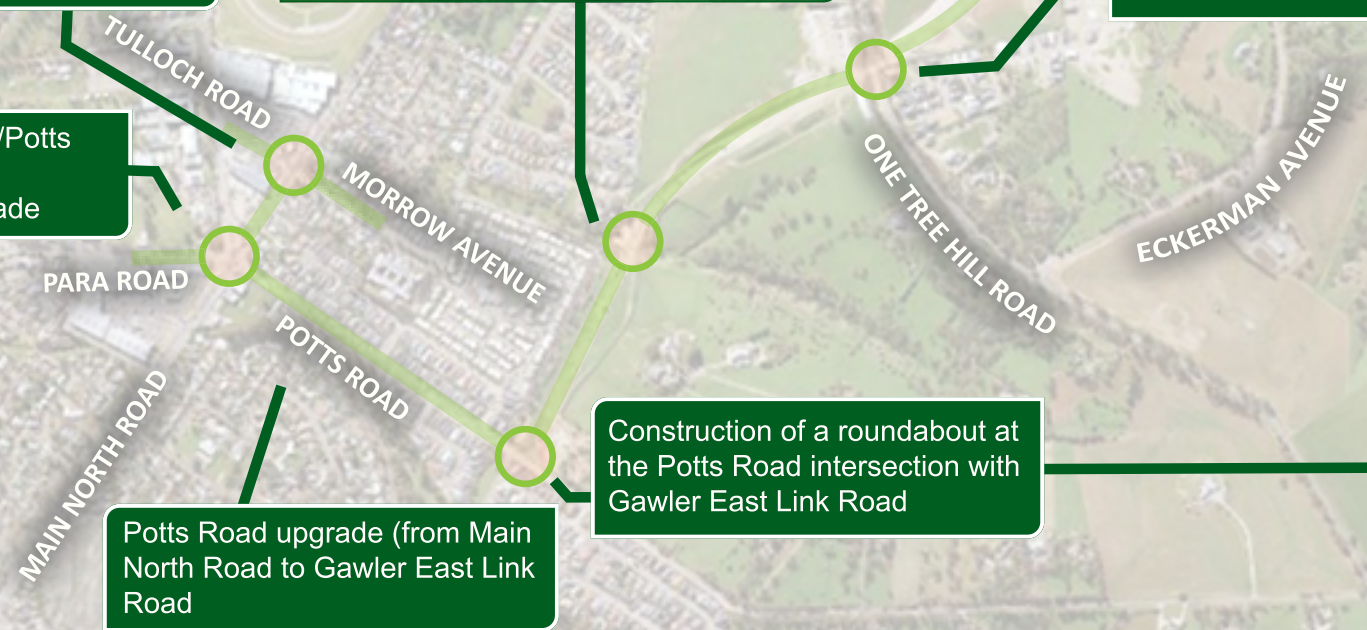 TULLOCH ROAD
/Potts
ade
MORROW AVENUE
ONE TREE HILL ROAD
ECKERMAN AVENUE
PARA ROAD
POTTS ROAD
MAIN NORTH ROAD
Construction of a roundabout at
the Potts Road intersection with
Gawler East Link Road
Potts Road upgrade (from Main
North Road to Gawler East Link
Road